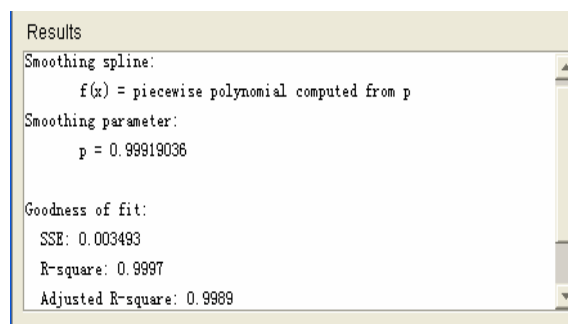 Results
Smoothing spline:
f(x) = piecewise polynomial computed from p
Smoothing parameter:
p = 0.99919036
Goodness of fit:
SSE: 0.003493
R-square: 0.9997
Adjusted R-square: 0.9989